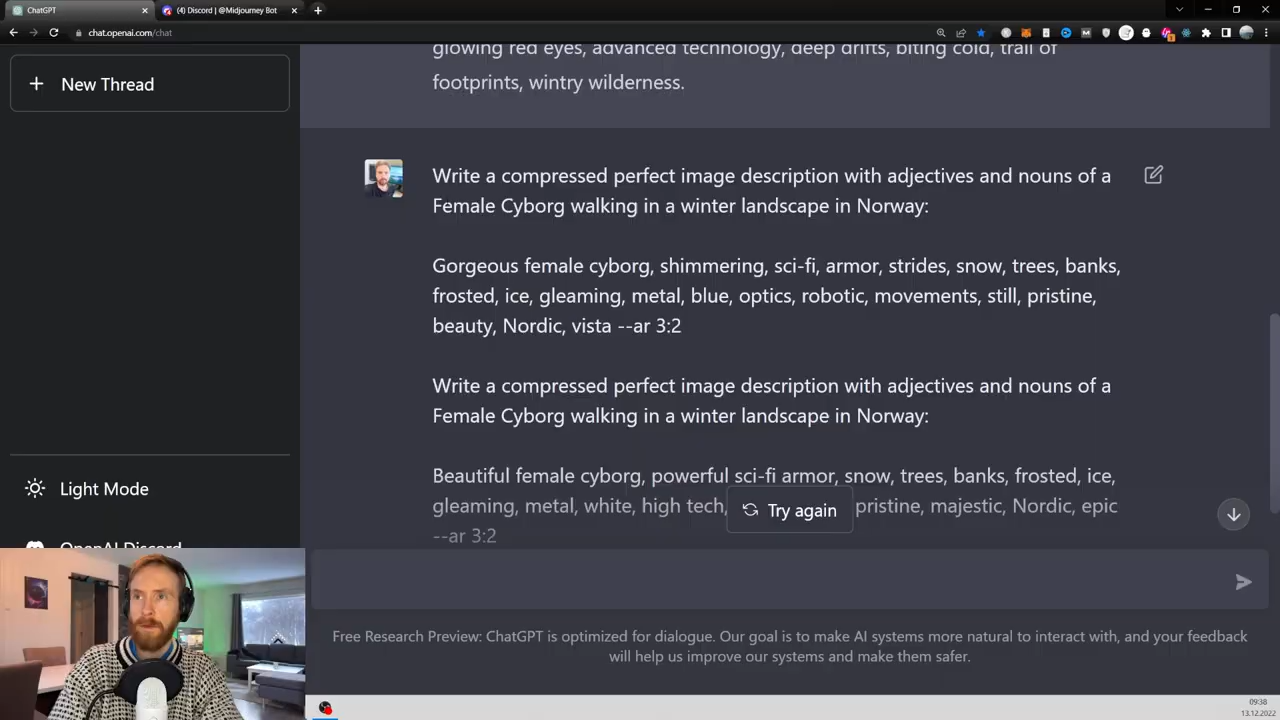 ChatGPT
(4) Discord | @Midjourney Bot
chat.openai.com/chat
New Thread
glowing red eyes, advanced technology, deep drifts, biting cold, trail of
footprints, wintry wilderness.
Write a compressed perfect image description with adjectives and nouns of a
Female Cyborg walking in a winter landscape in Norway:
Gorgeous female cyborg, shimmering, sci-fi, armor, strides, snow, trees, banks,
frosted, ice, gleaming, metal, blue, optics, robotic, movements, still, pristine,
beauty, Nordic, vista --ar 3:2
Write a compressed perfect image description with adjectives and nouns of a
Female Cyborg walking in a winter landscape in Norway:
Beautiful female cyborg, powerful sci-fi armor, snow, trees, banks, frosted, ice,
gleaming, metal, white, high tech, pristine, majestic, Nordic, epic
--ar 3:2
Try again
Light Mode
OpenAI Discord
Free Research Preview: ChatGPT is optimized for dialogue. Our goal is to make AI systems more natural to interact with, and your feedback
will help us improve our systems and make them safer.
09:38
13.12.2022